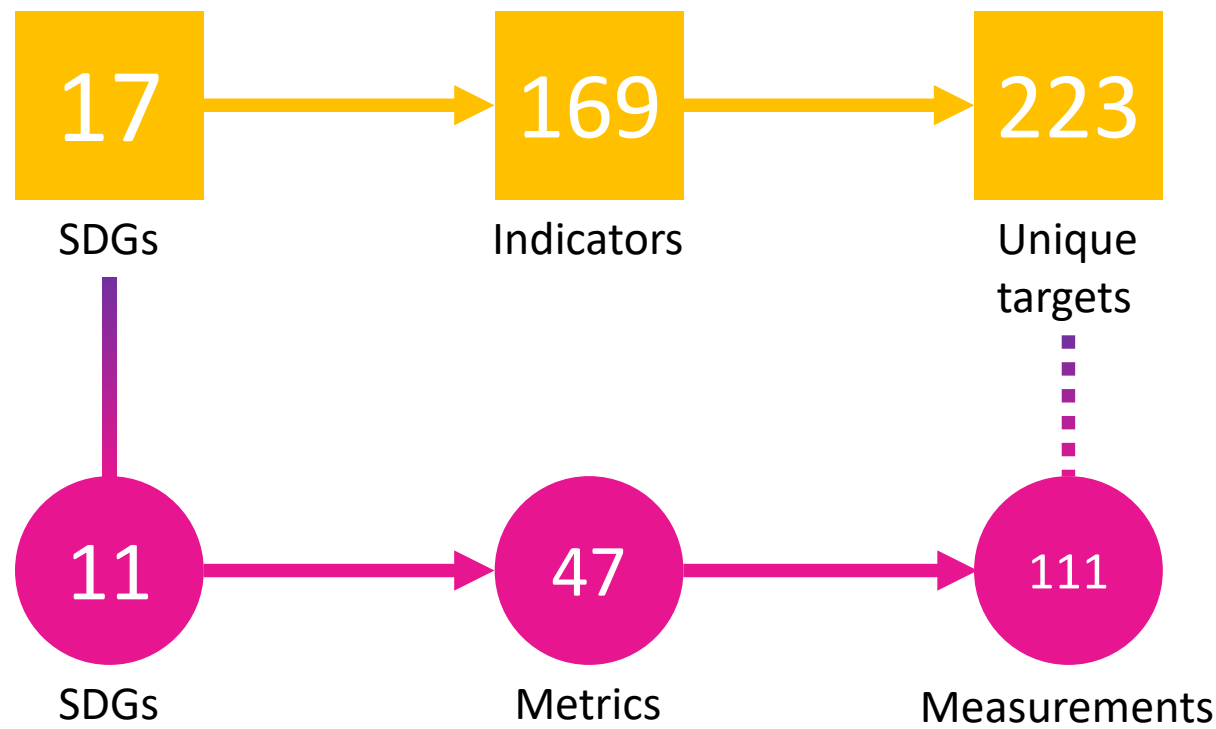 17
169
223
SDGs
Indicators
Unique
targets
11
47
111
SDGs
Metrics
Measurements